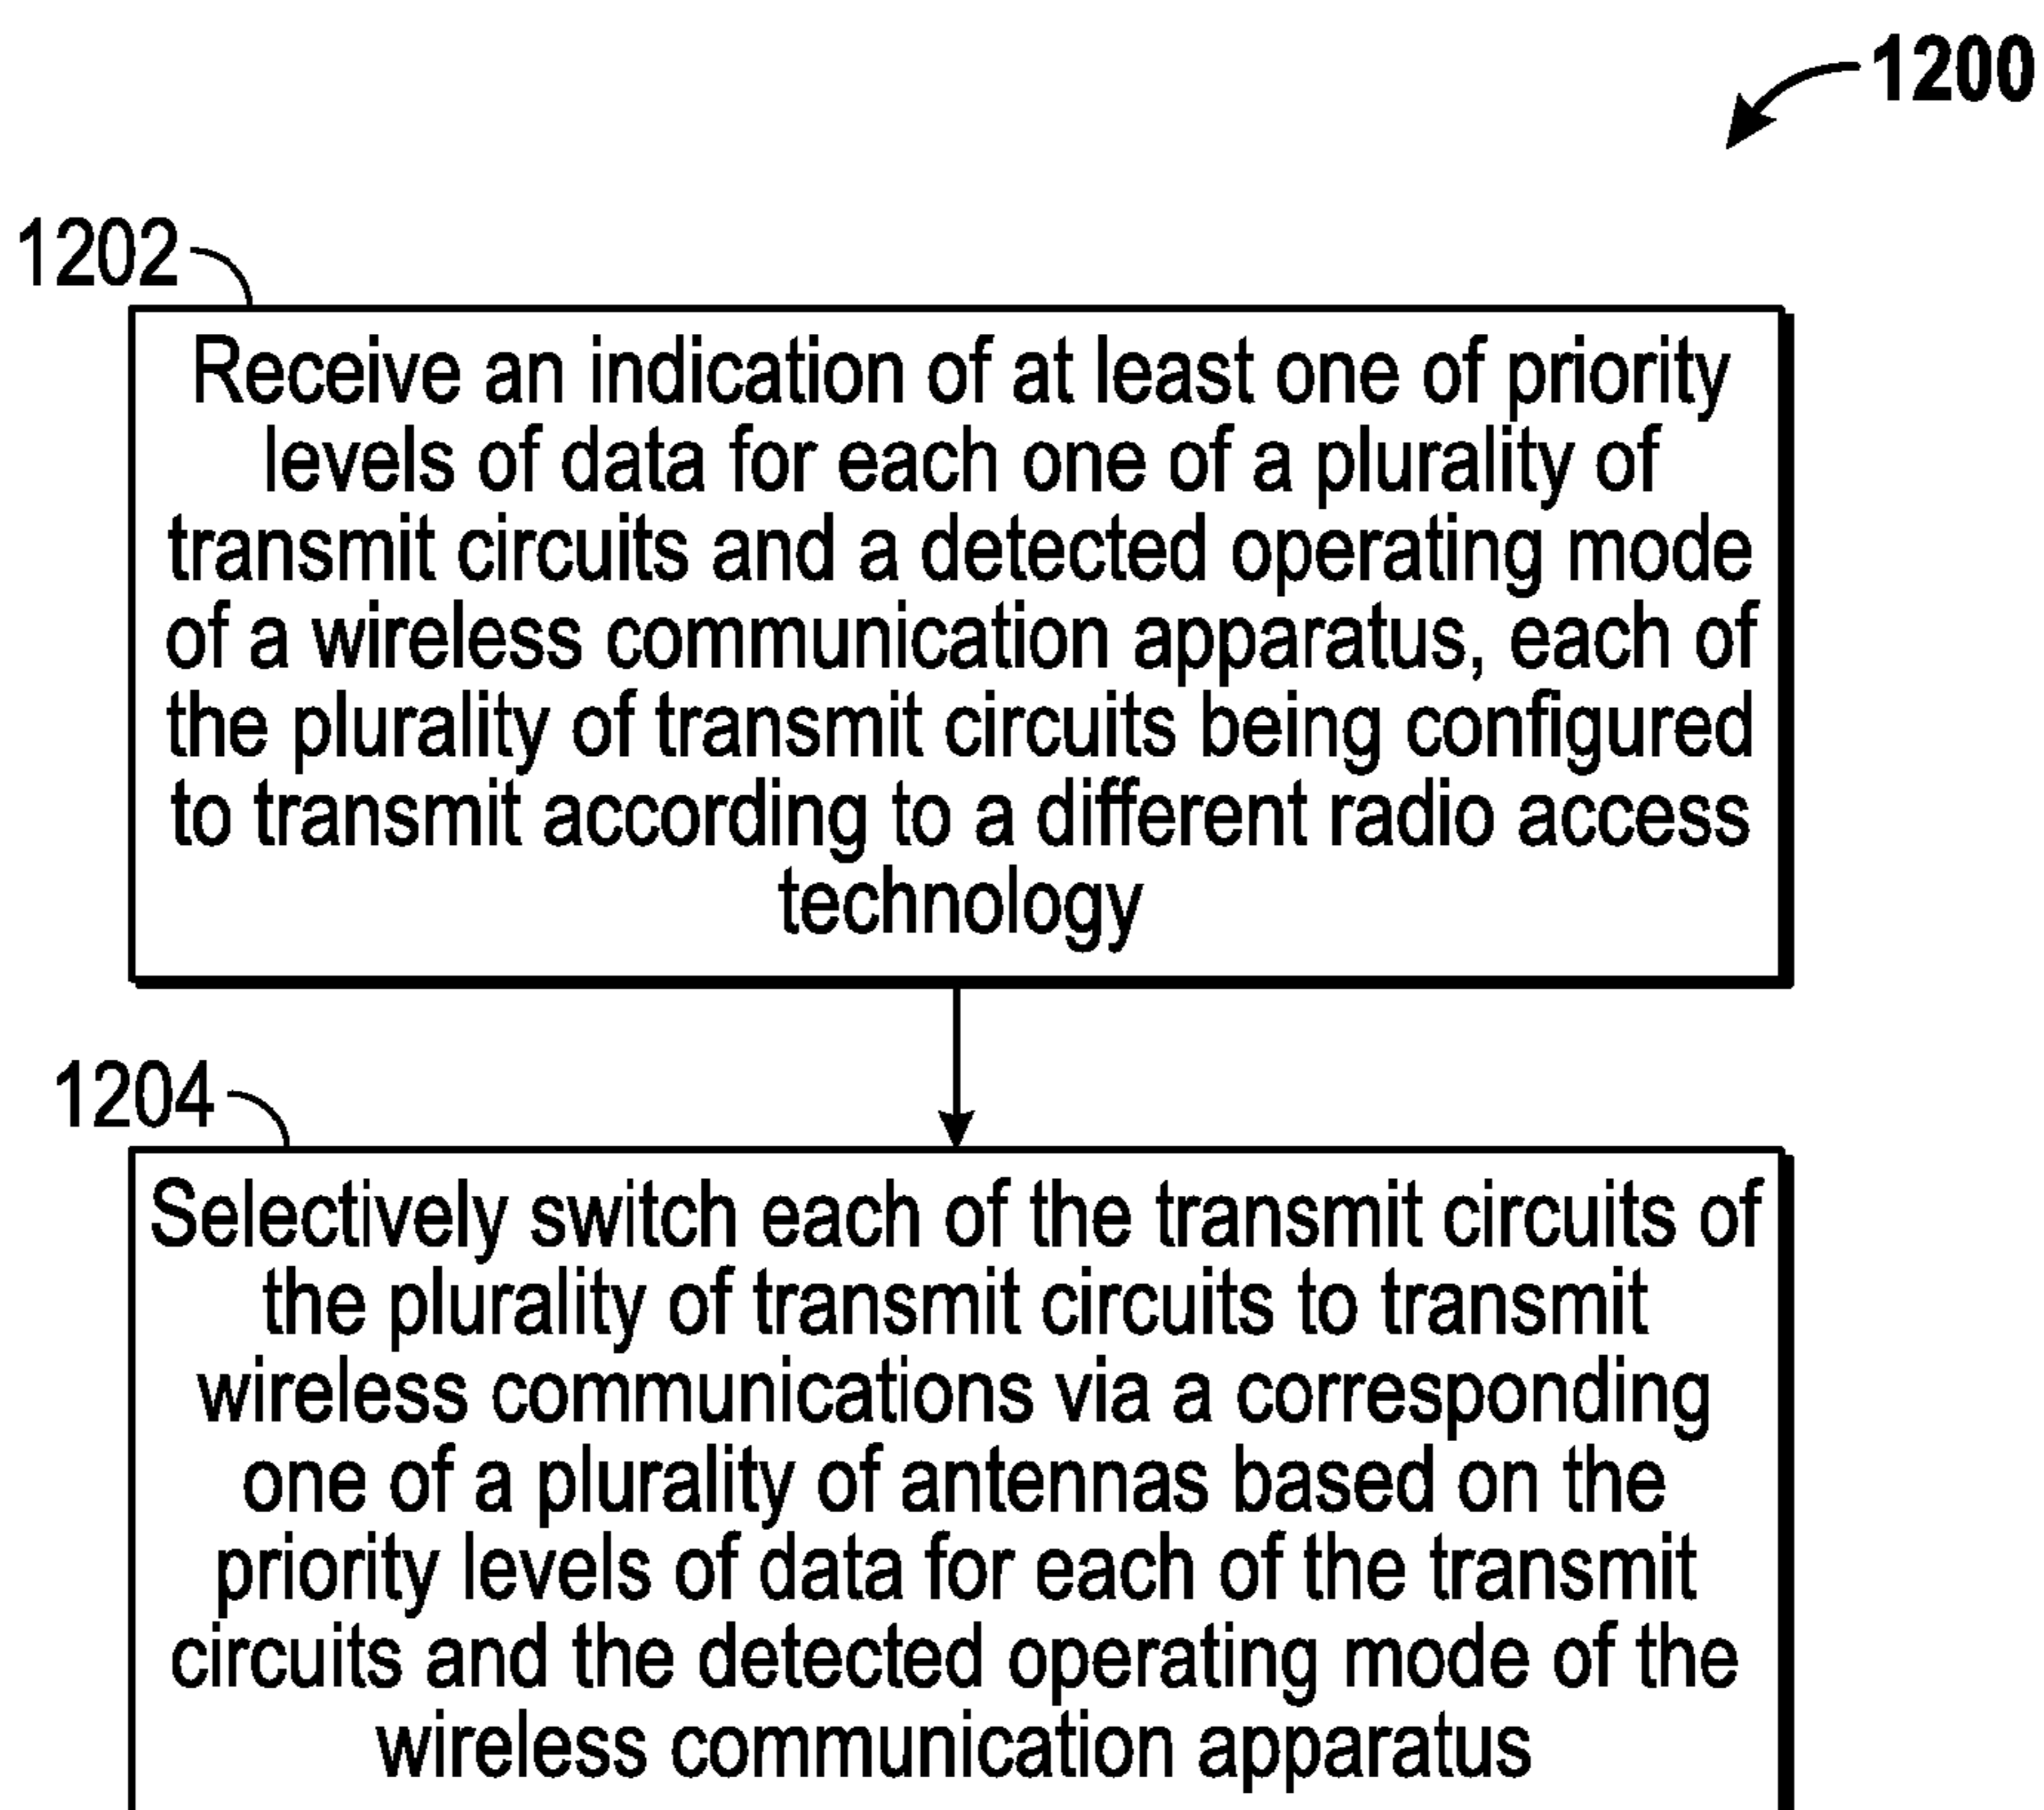 1200
1202
Receive an indication of at least one of priority
levels of data for each one of a plurality of
transmit circuits and a detected operating mode
of a wireless communication apparatus, each of
the plurality of transmit circuits being configured
to transmit according to a different radio access
technology
1204
Selectively switch each of the transmit circuits of
the plurality of transmit circuits to transmit
wireless communications via a corresponding
one of a plurality of antennas based on the
priority levels of data for each of the transmit
circuits and the detected operating mode of the
wireless communication apparatus